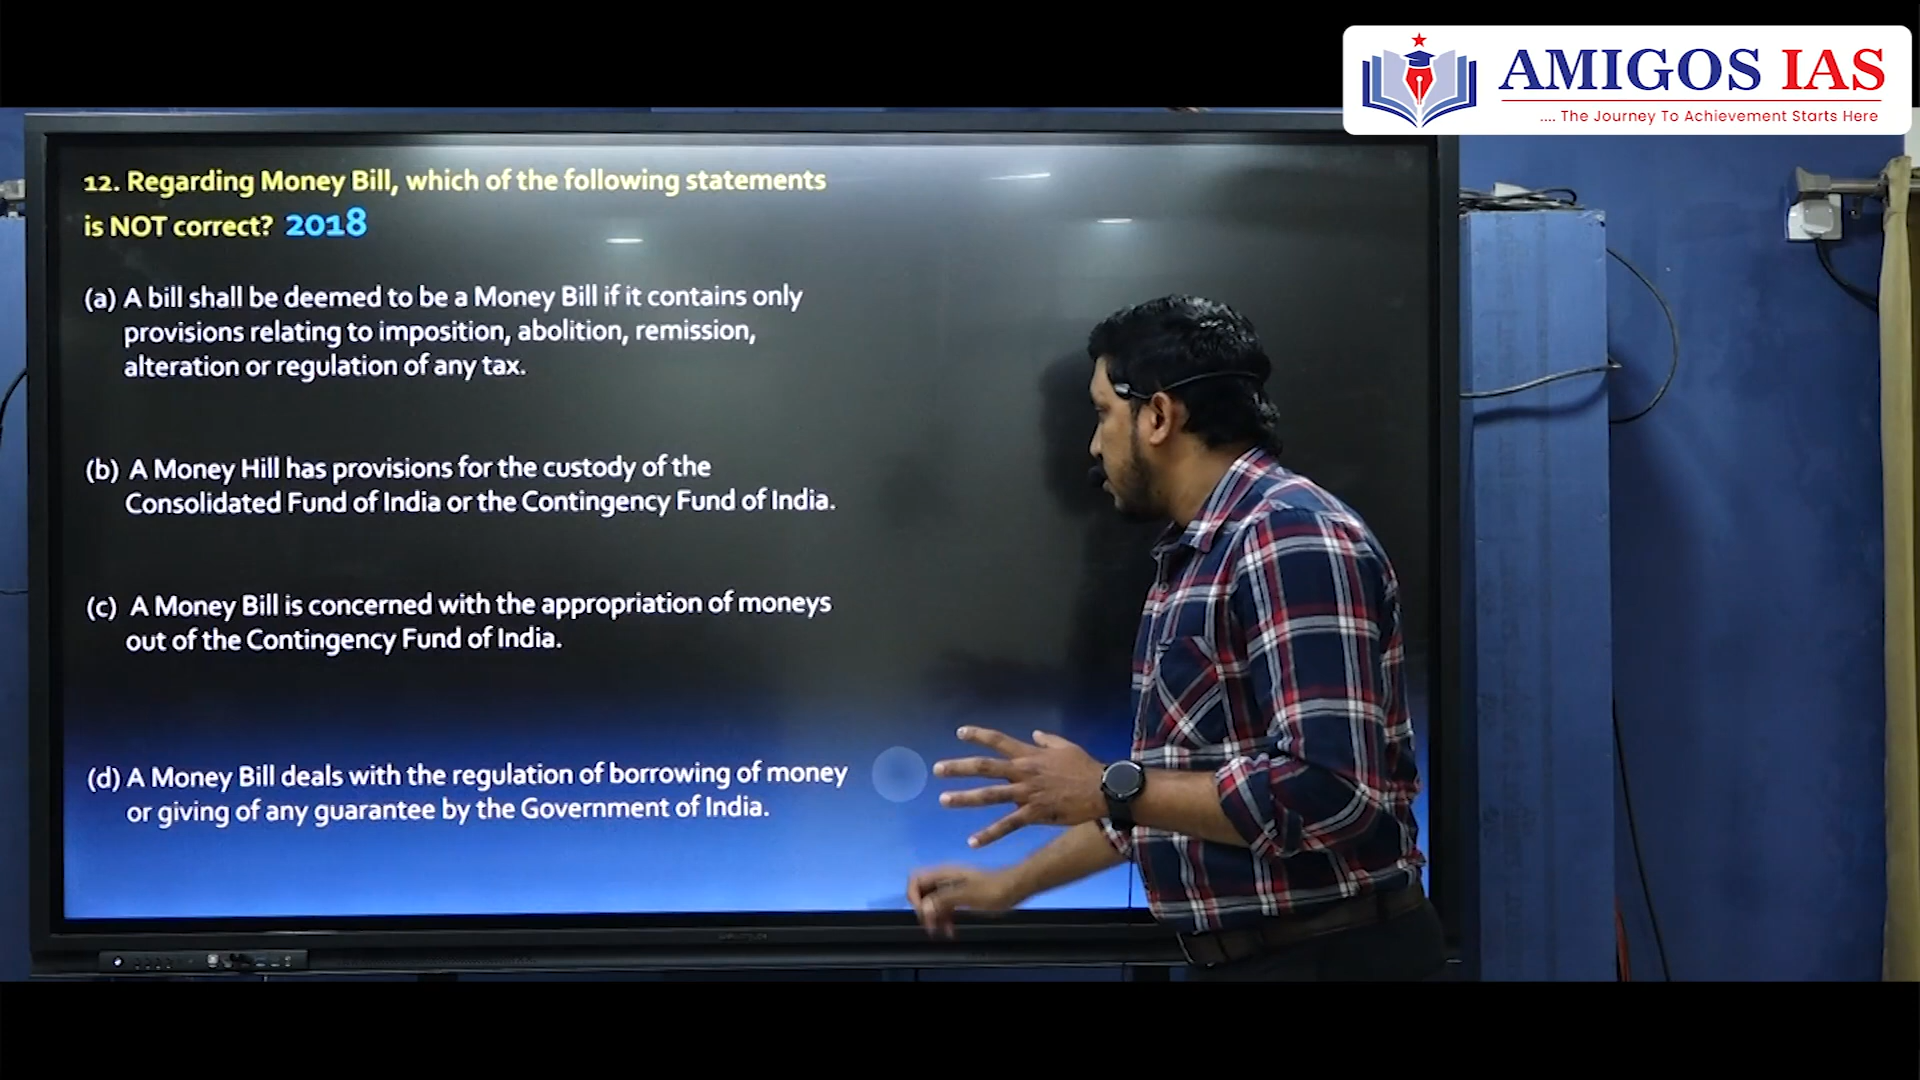 AMIGOS IAS
.... The Journey To Achievement Starts Here
12. Regarding Money Bill, which of the following statements
is NOT correct? 2018
(a) A bill shall be deemed to be a Money Bill if it contains only
provisions relating to imposition, abolition, remission,
alteration or regulation of any tax.
(b) A Money Hill has provisions for the custody of the
Consolidated Fund of India or the Contingency Fund of India.
(c) A Money Bill is concerned with the appropriation of moneys
out of the Contingency Fund of India.
(d) A Money Bill deals with the regulation of borrowing of money
or giving of any guarantee by the Government of India.